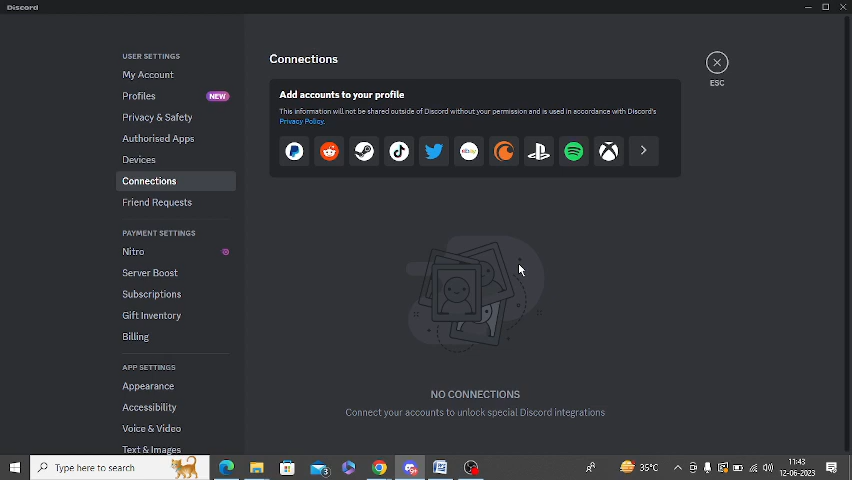 Discord
USER SETTINGS
My Account
Profiles NEW
Privacy & Safety
Authorised Apps
Devices
Connections
Friend Requests
PAYMENT SETTINGS
Nitro
Server Boost
Subscriptions
Gift Inventory
Billing
APP SETTINGS
Appearance
Accessibility
Voice & Video
Text & Images
Connections
ESC
Add accounts to your profile
This information will not be shared outside of Discord without your permission and is used in accordance with Discord's
Privacy Policy.
ebay
NO CONNECTIONS
Connect your accounts to unlock special Discord integrations
Type here to search
3
35°C
11:43
12-06-2023